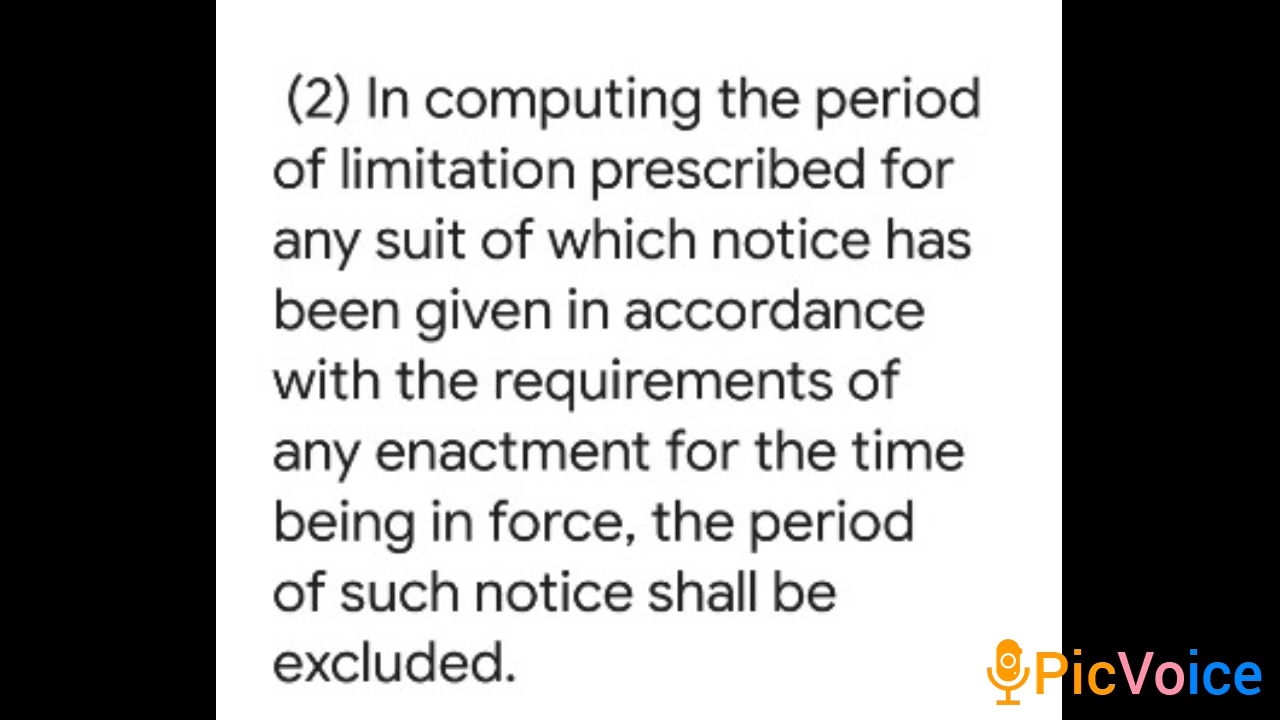 (2) In computing the period
of limitation prescribed for
any suit of which notice has
been given in accordance
with the requirements of
any enactment for the time
being in force, the period
of such notice shall be
excluded.
PicVoice